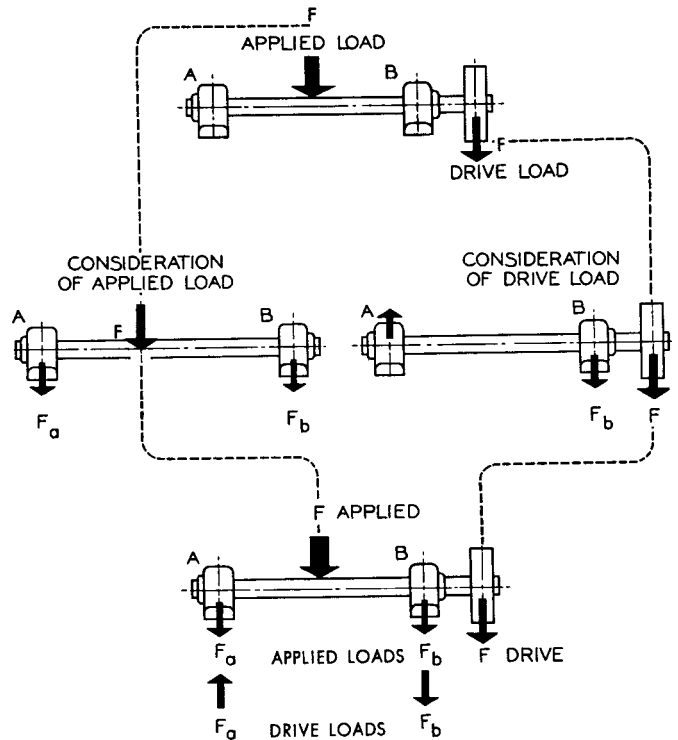 F
APPLIED LOAD
A
B
F
DRIVE LOAD
CONSIDERATION
OF APPLIED LOAD
A
F
B
Fa
Fb
CONSIDERATION
OF DRIVE LOAD
A
B
Fb
F
F APPLIED
A
B
Fa APPLIED LOADS Fb
F DRIVE
Fa DRIVE LOADS Fb